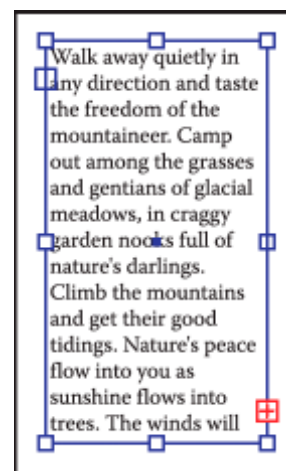 Walk away quietly in
any direction and taste
the freedom of the
mountaineer. Camp
out among the grasses
and gentians of glacial
meadows, in craggy
garden nooks full of
nature's darlings.
Climb the mountains
and get their good
tidings. Nature's peace
flow into you as
sunshine flows into
trees. The winds will